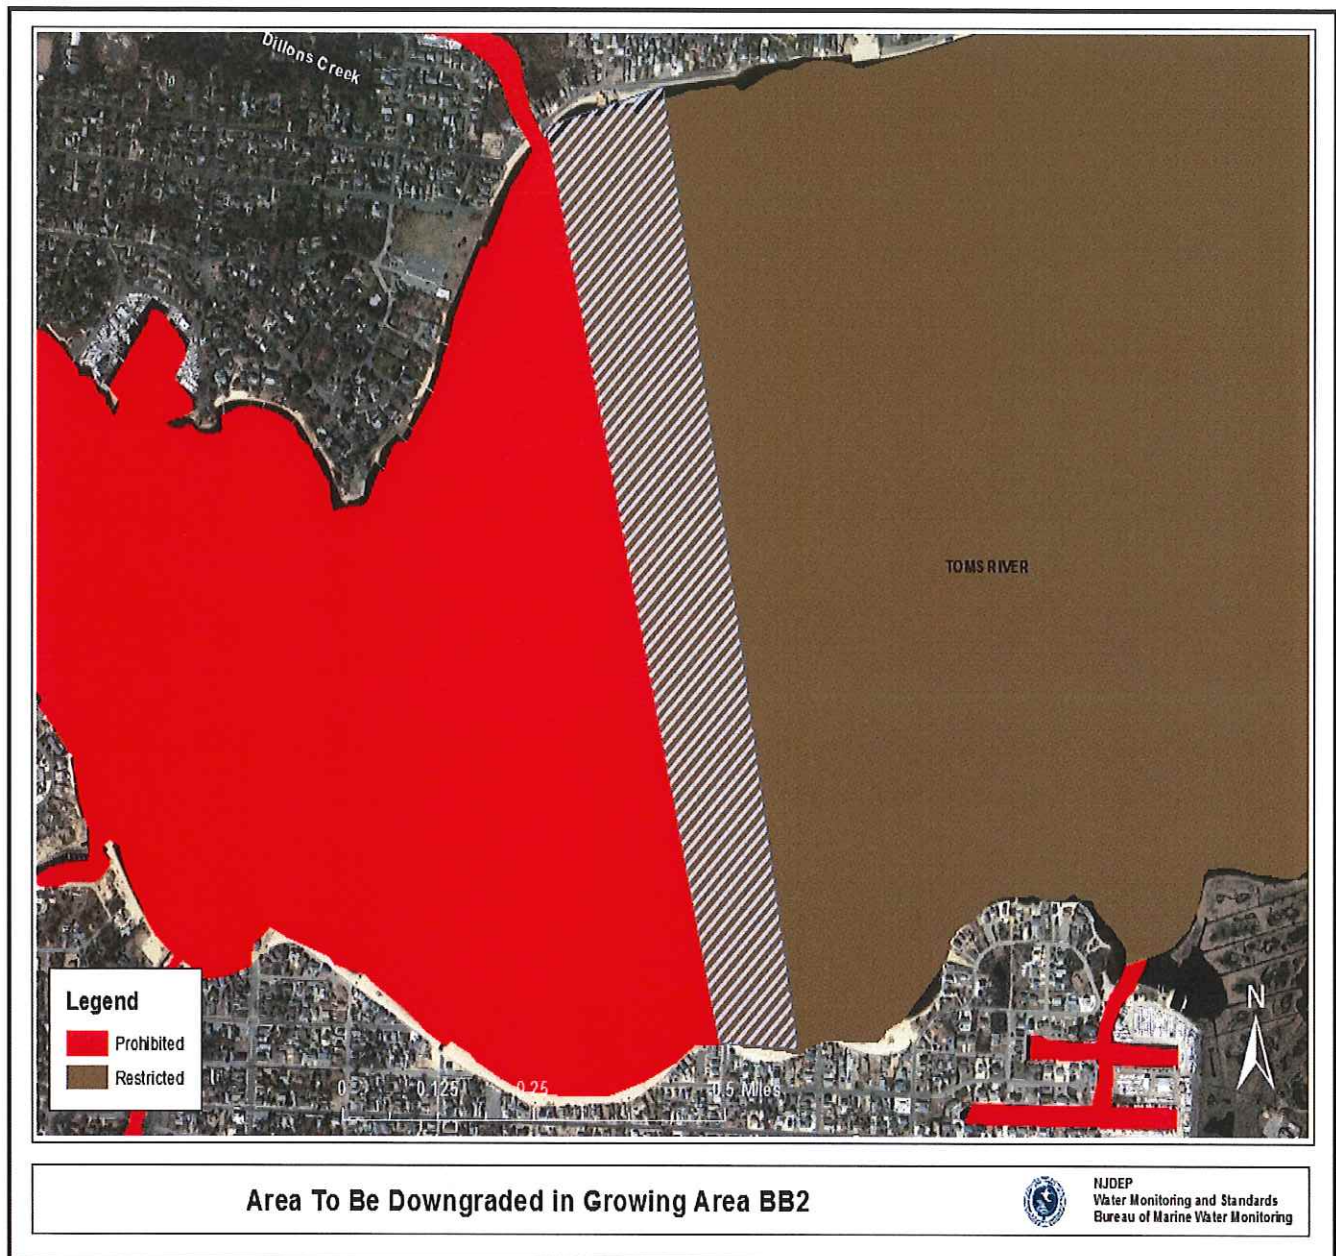 Dillons Creek
TOMS RIVER
Legend
Prohibited
Restricted
0 0.125 0.25 0.5 Miles
N
Area To Be Downgraded in Growing Area BB2
NJDEP
Water Monitoring and Standards
Bureau of Marine Water Monitoring